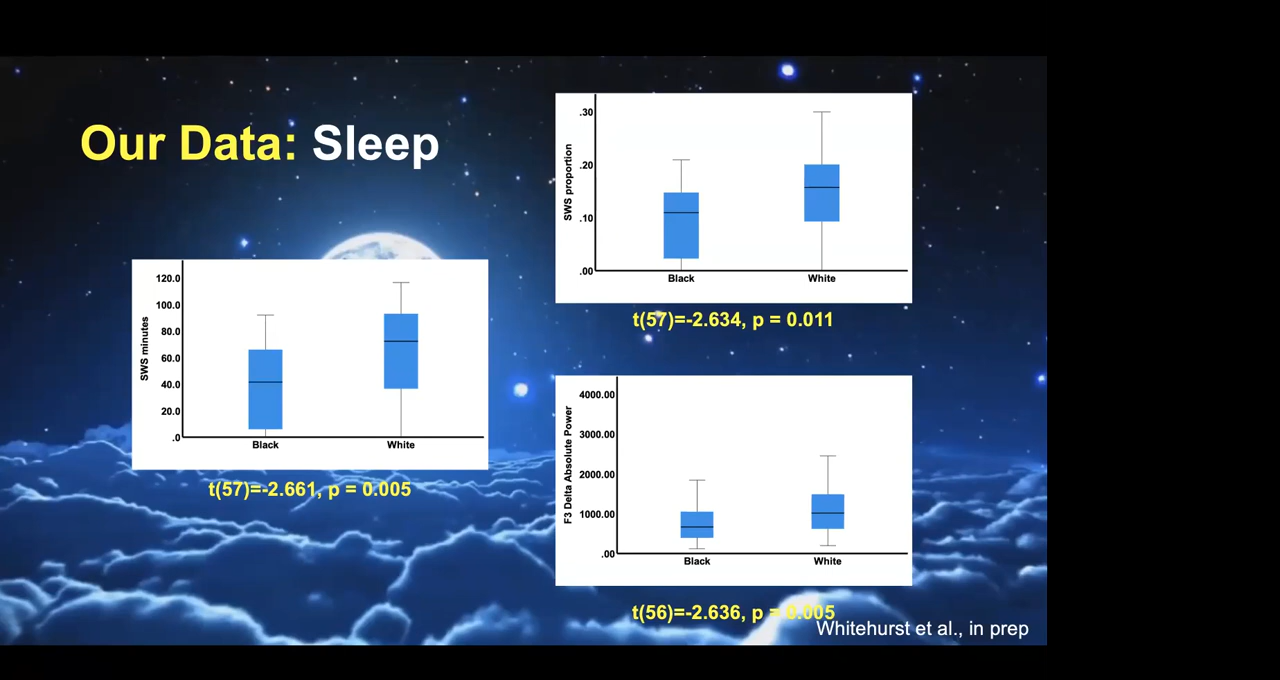 Our Data: Sleep
SWS minutes
120.0
100.0
80.0
60.0
40.0
20.0
.0
Black White
t(57)=-2.661, p = 0.005
SWS proportion
.30
.20
.10
.00
Black White
t(57)=-2.634, p = 0.011
F3 Delta Absolute Power
4000.00
3000.00
2000.00
1000.00
.00
Black White
t(56)=-2.636, p = 0.005
Whitehurst et al., in prep